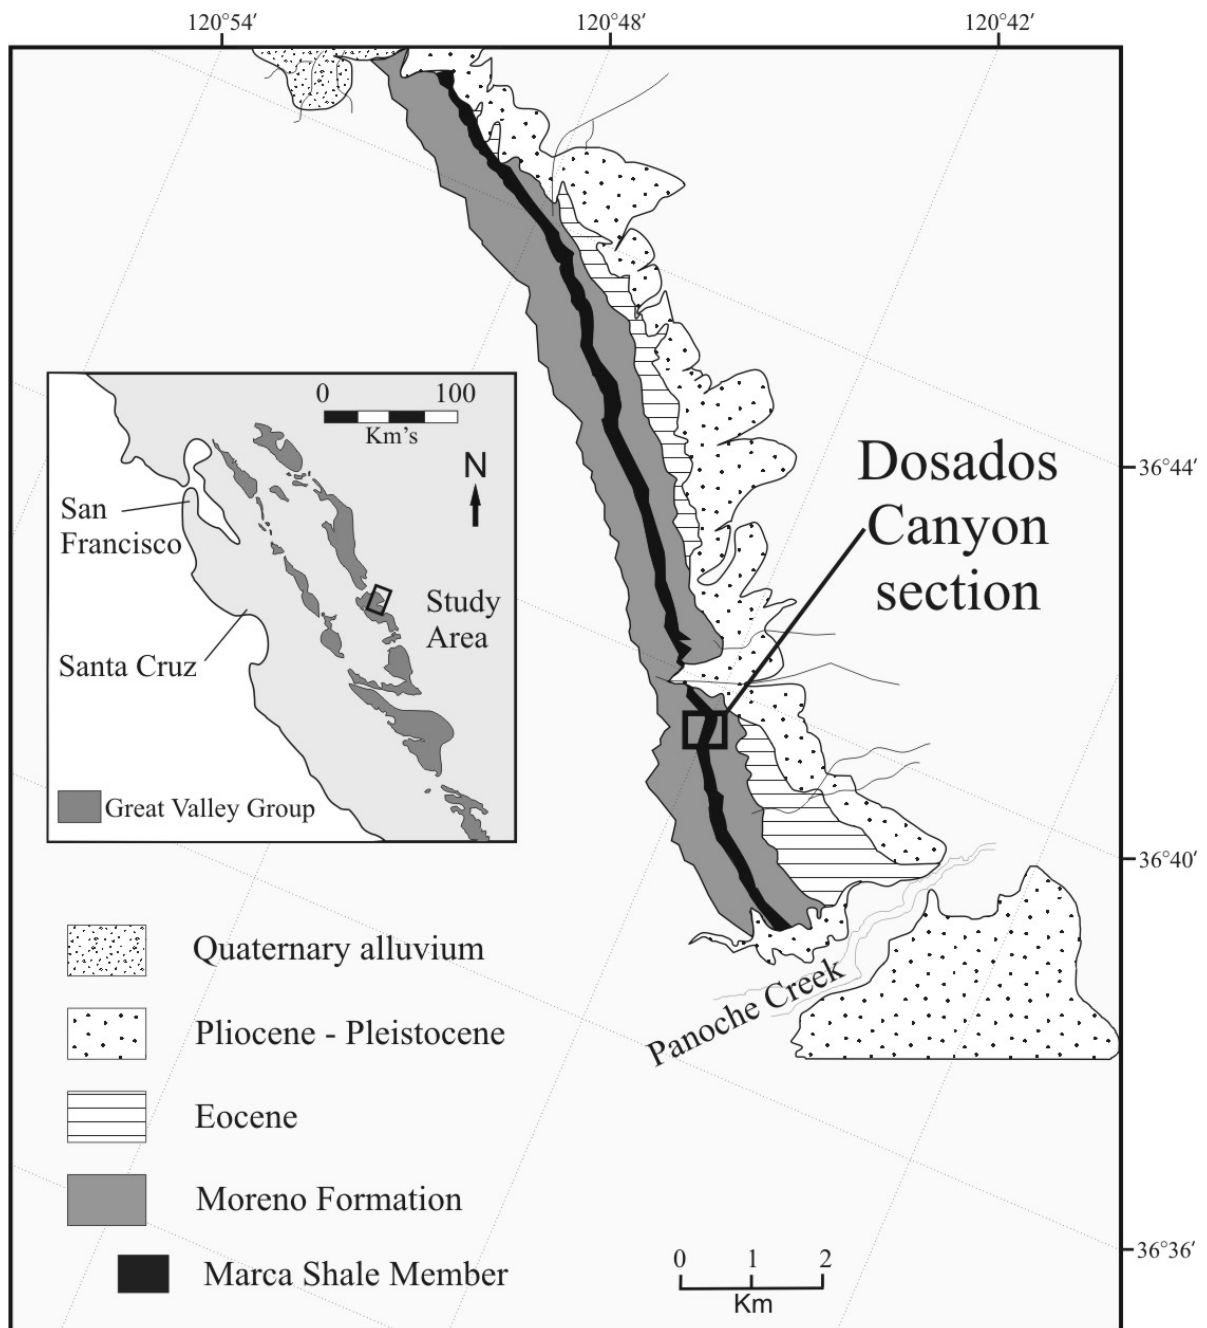 120°54′
120°48′
120°42′
0
100
Km's
N
San
Francisco
Study
Area
Santa Cruz
Great Valley Group
Dosados
Canyon
section
36°44′
36°40′
36°36′
Panoche Creek
Quaternary alluvium
Pliocene - Pleistocene
Eocene
Moreno Formation
Marca Shale Member
0 1 2
Km